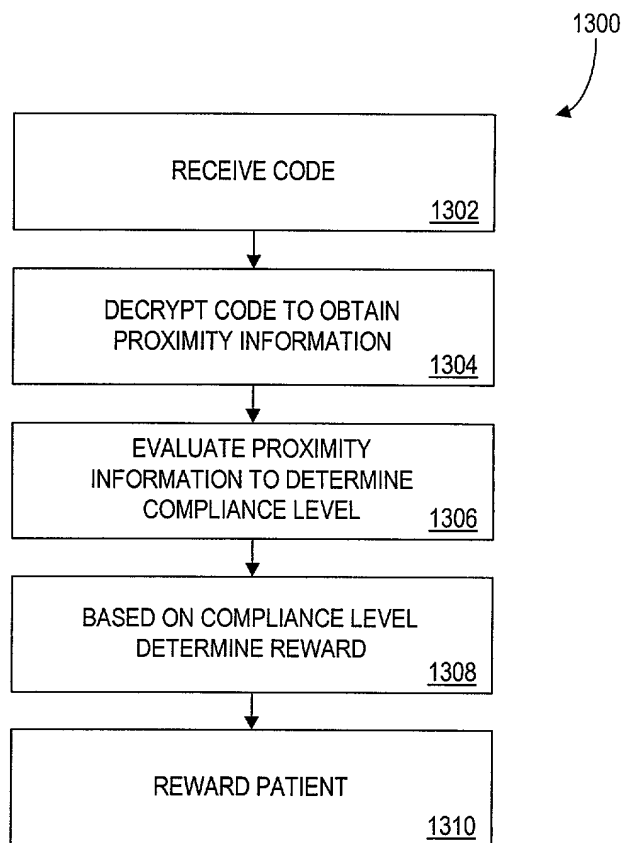 1300
RECEIVE CODE
1302
DECRYPT CODE TO OBTAIN
PROXIMITY INFORMATION
1304
EVALUATE PROXIMITY
INFORMATION TO DETERMINE
COMPLIANCE LEVEL
1306
BASED ON COMPLIANCE LEVEL
DETERMINE REWARD
1308
REWARD PATIENT
1310